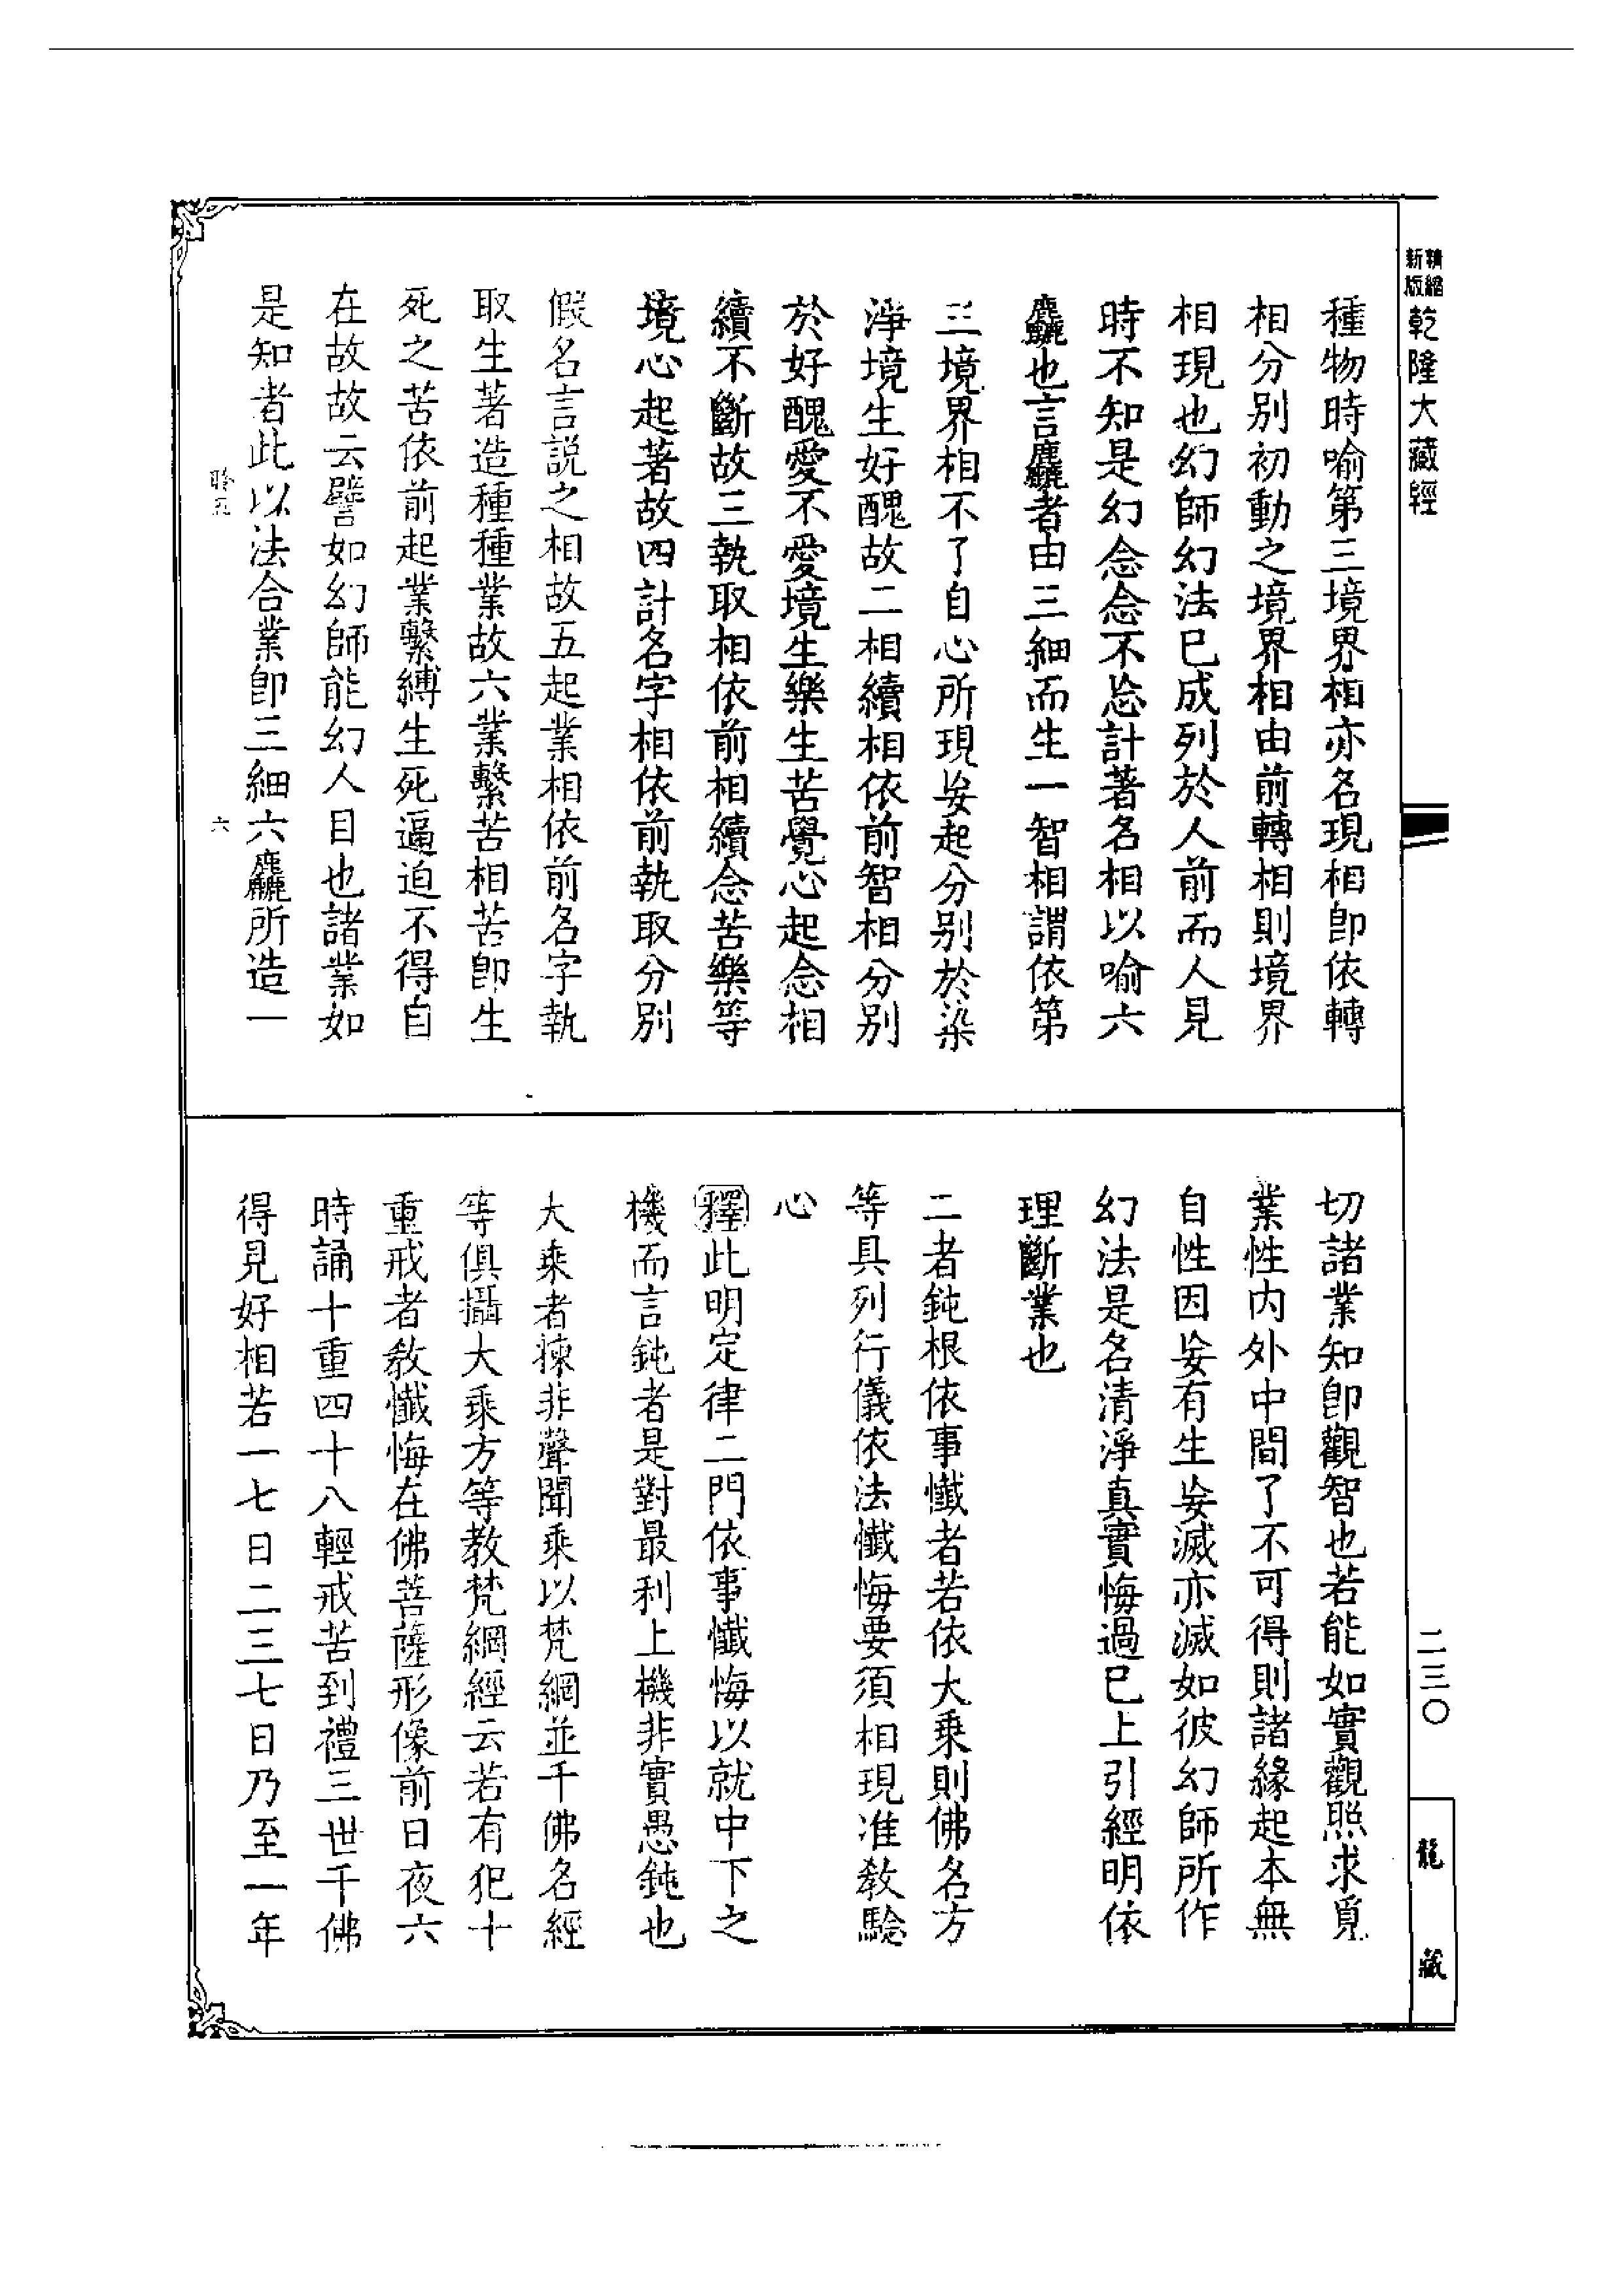 新版精縮乾隆大藏經
種物時喻第三境界相亦名現相卽依轉
相分別初動之境界相由前轉相則境界
相現也幻師幻法已成列於人前而人見
時不知是幻念念不忘計著名相以喻六
麤也言麤者由三細而生一智相謂依第
三境界相不了自心所現妄起分別於染
淨境生好醜故二相續相依前智相分別
於好醜愛不愛境生樂生苦覺心起念相
續不斷故三執取相依前相續念苦樂等
境心起著故四計名字相依前執取分別
假名言説之相故五起業相依前名字執
取生著造種種業故六業繫苦相苦卽生
死之苦依前起業繫縛生死逼迫不得自
在故故云譬如幻師能幻人目也諸業如
是知者此以法合業卽三細六麤所造一
聆五
六
切諸業知卽觀智也若能如實觀照求覓
業性內外中間了不可得則諸緣起本無
自性因妄有生妄滅亦滅如彼幻師所作
幻法是名清淨真實悔過已上引經明依
理斷業也
二者鈍根依事懺者若依大乗則佛名方
等具列行儀依法懺悔要須相現准教驗
心
釋此明定律二門依事懺悔以就中下之
機而言鈍者是對最利上機非實愚鈍也
大乘者揀非聲聞乘以梵網並千佛名經
等俱攝大乘方等教梵網經云若有犯十
重戒者教懺悔在佛菩薩形像前日夜六
時誦十重四十八輕戒苦到禮三世千佛
得見好相若一七日二三七日乃至一年
二三〇
龍藏